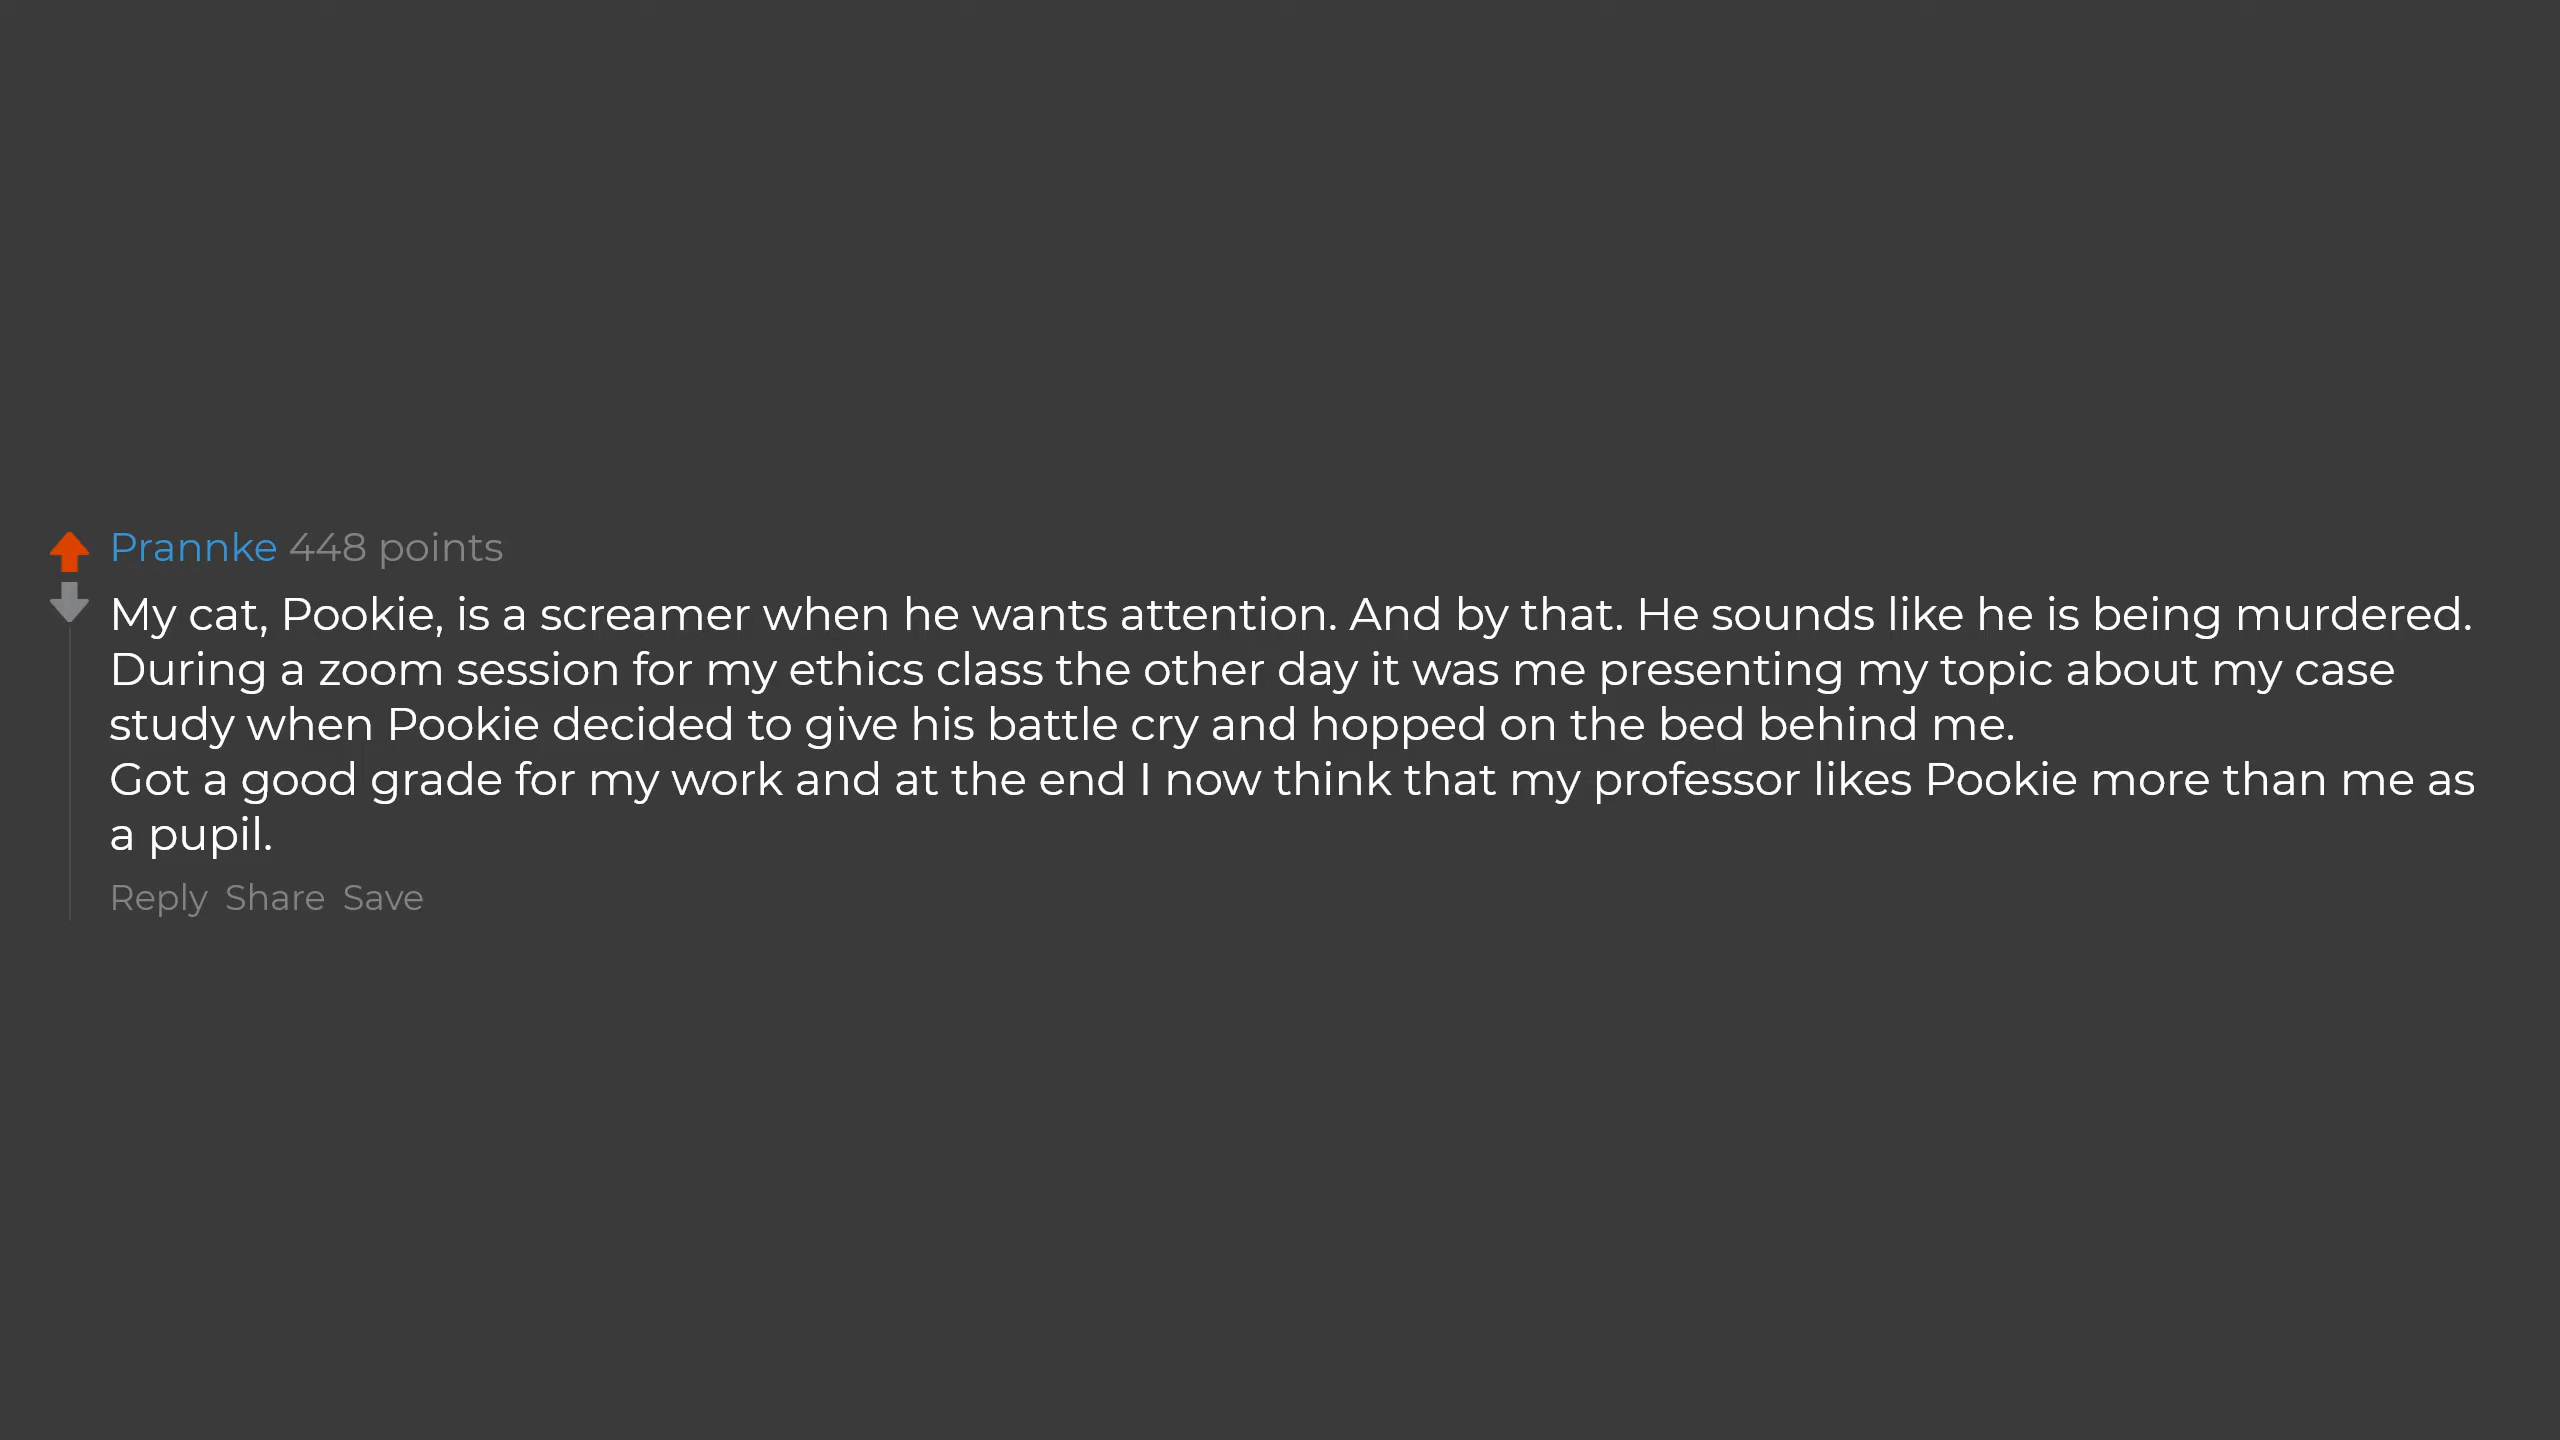 Prannke 448 points
My cat, Pookie, is a screamer when he wants attention. And by that. He sounds like he is being murdered.
During a zoom session for my ethics class the other day it was me presenting my topic about my case
study when Pookie decided to give his battle cry and hopped on the bed behind me.
Got a good grade for my work and at the end I now think that my professor likes Pookie more than me as
a pupil.
Reply Share Save